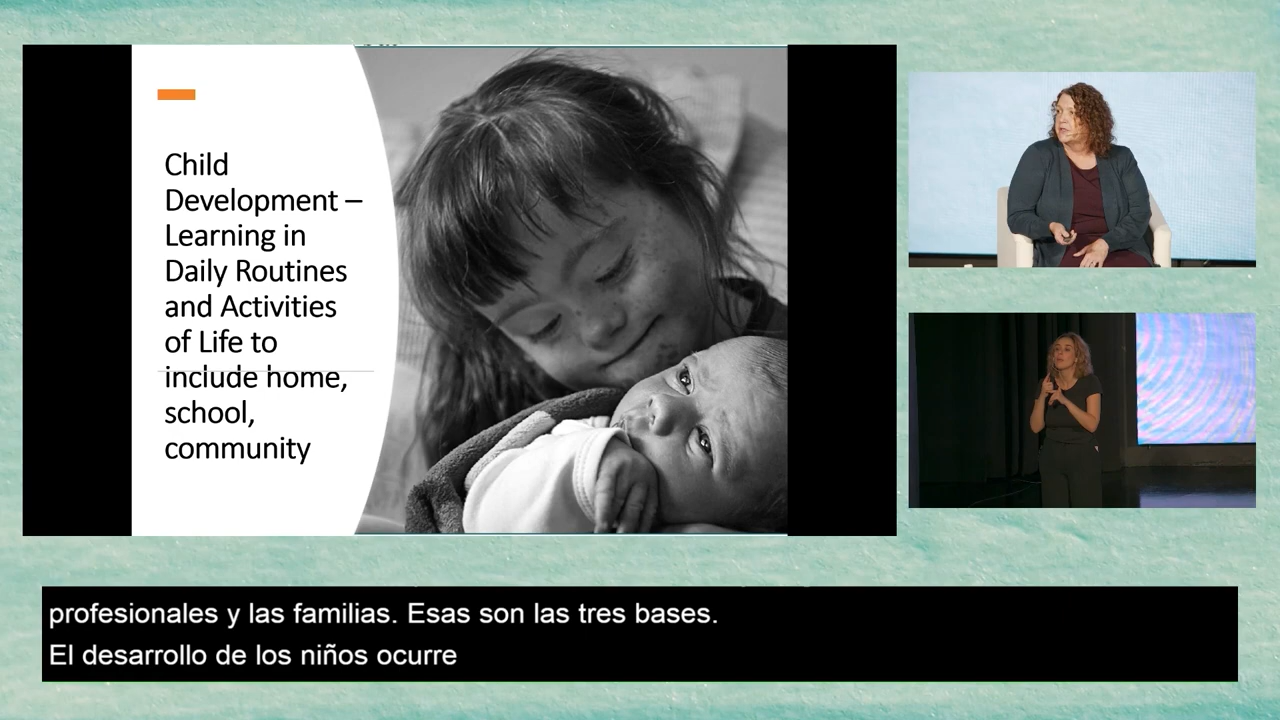 Child
Development –
Learning in
Daily Routines
and Activities
of Life to
include home,
school,
community
profesionales y las familias. Esas son las tres bases.
El desarrollo de los niños ocurre